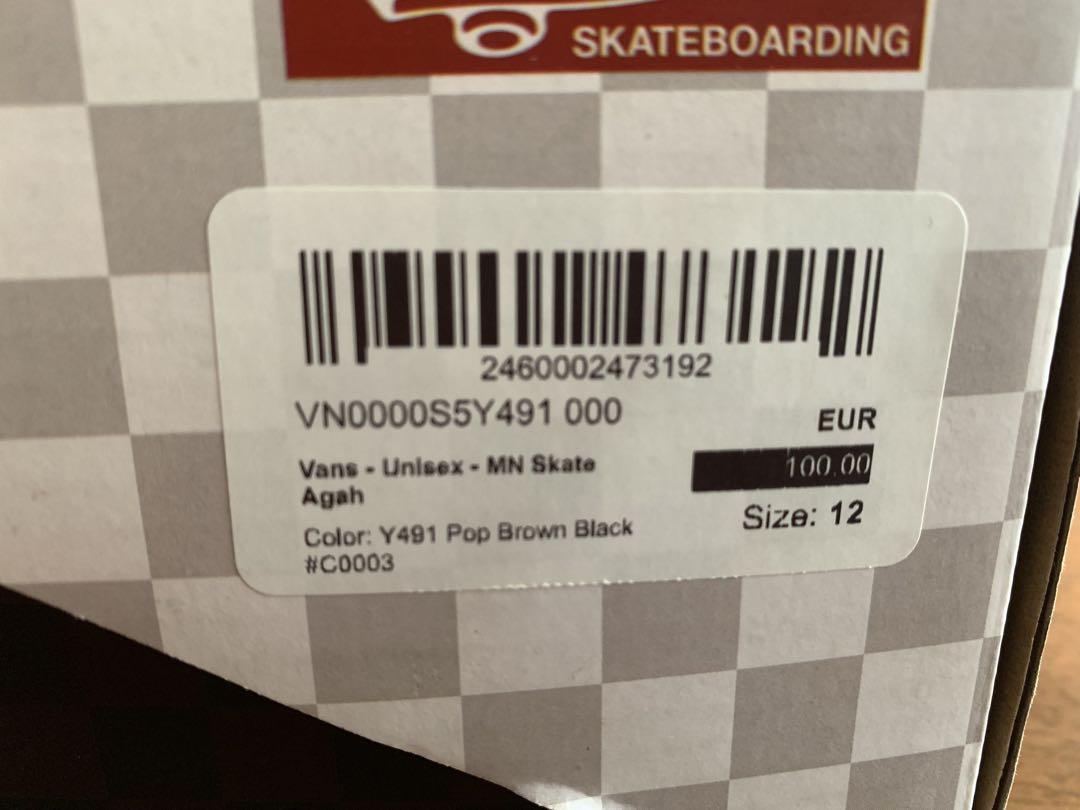 SKATEBOARDING
2460002473192
VN0000S5Y491 000
EUR
100.00
Vans - Unisex - MN Skate
Agah
Size: 12
Color: Y491 Pop Brown Black
#C0003